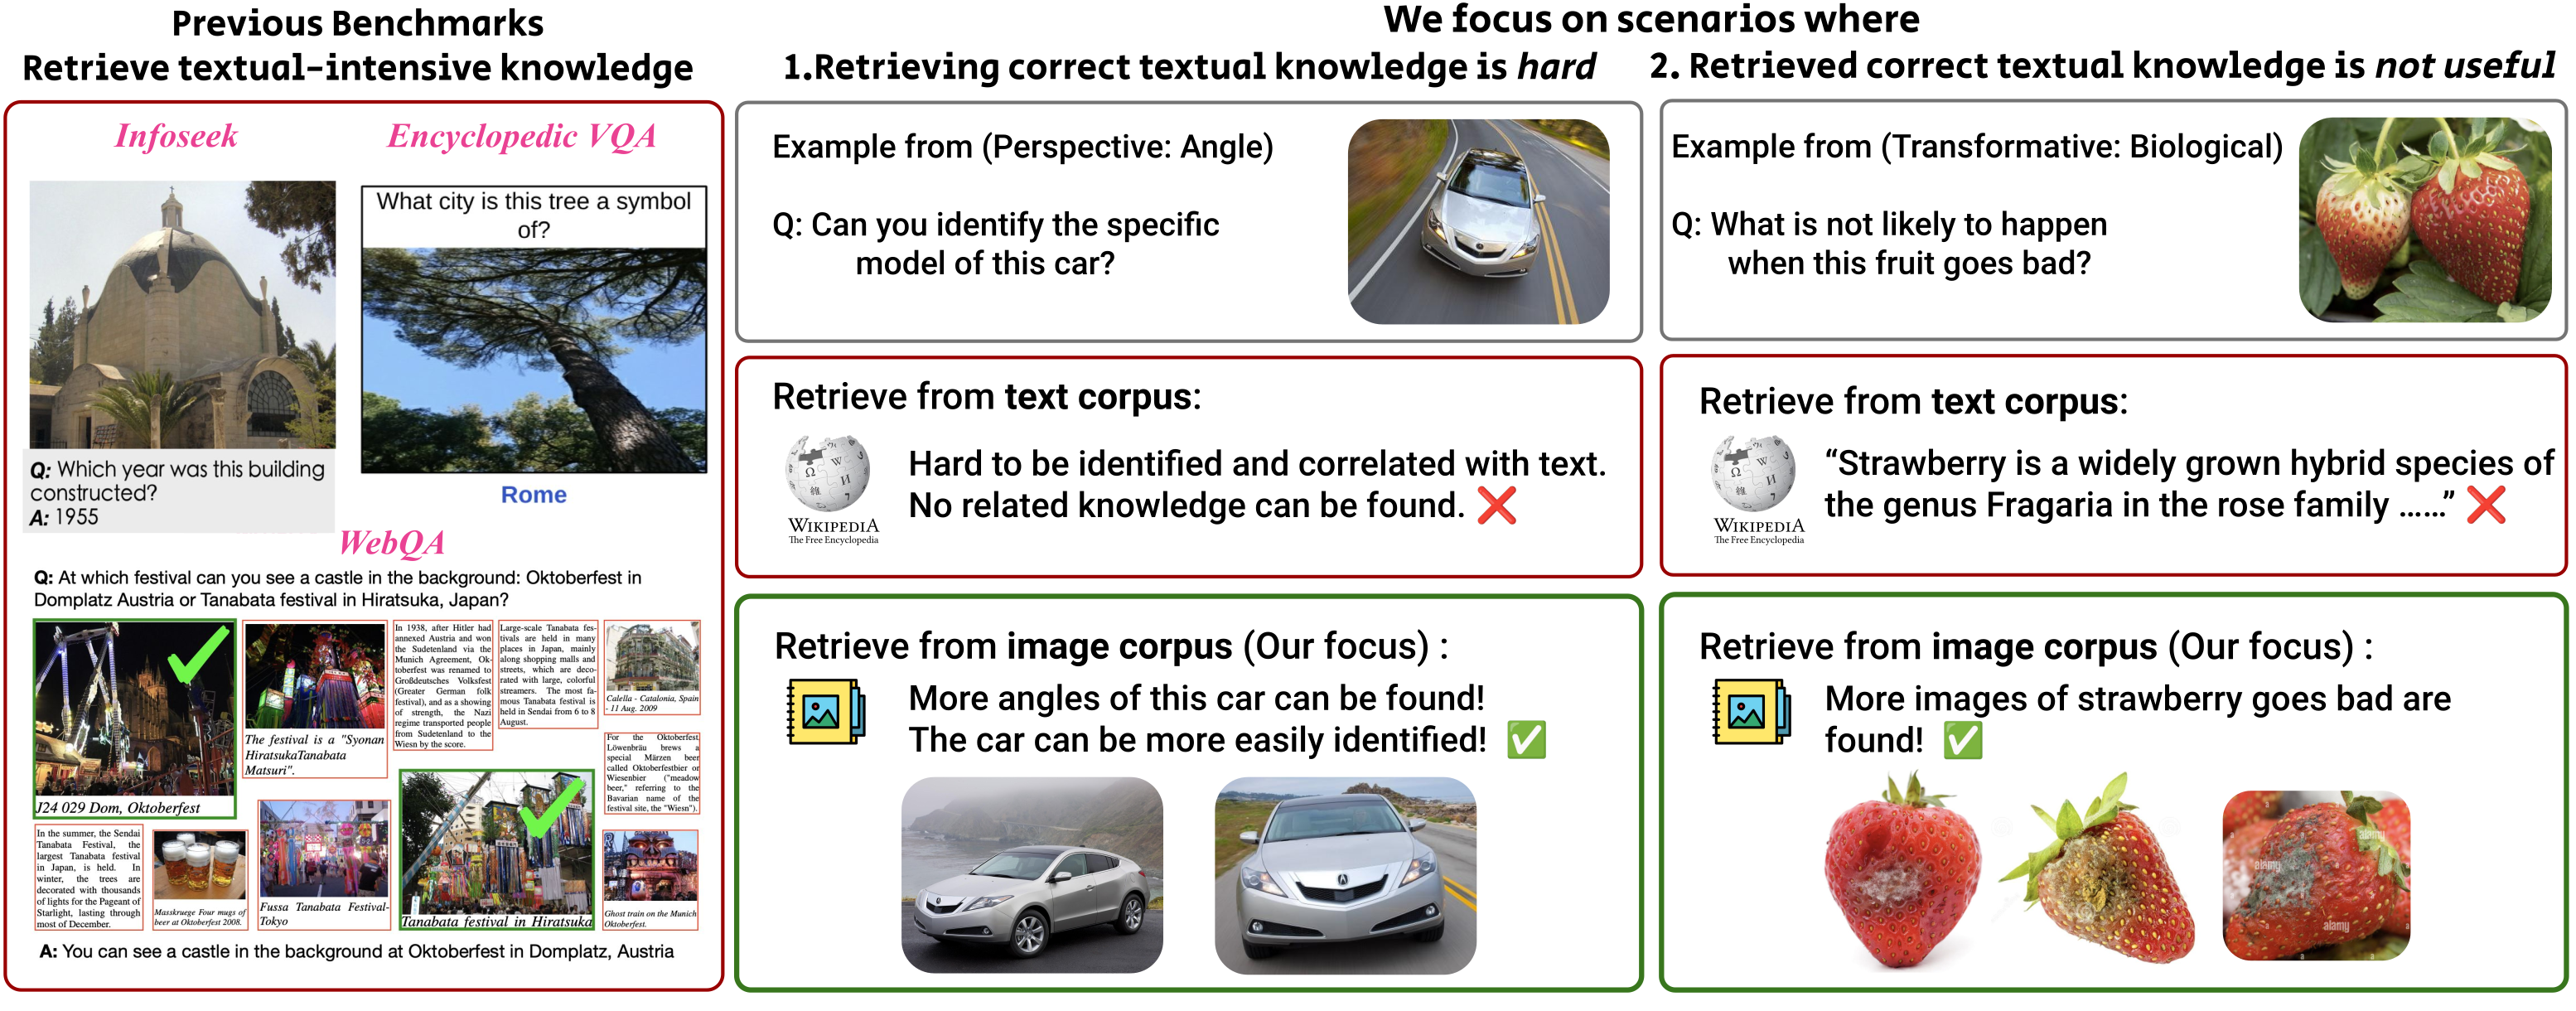 Previous Benchmarks
Retrieve textual-intensive knowledge
Infoseek
Encyclopedic VQA
What city is this tree a symbol
of?
Q: Which year was this building
constructed?
A: 1955
Rome
WebQA
Q: At which festival can you see a castle in the background: Oktoberfest in
Domplatz Austria or Tanabata festival in Hiratsuka, Japan?
J24 029 Dom, Oktoberfest
The festival is a "Syonan
HiratsukaTanabata
Matsuri".
In 1938, after Hitler had
annexed Austria and won
the Sudetenland via the
Munich Agreement, Ok-
toberfest was renamed to
Großdeutsches Volksfest
(Greater German folk
festival), and as a showing
of strength, the Nazi
regime transported people
from Sudetenland to the
Wiesn by the score.
Large-scale Tanabata fes-
tivals are held in many
places in Japan, mainly
along shopping malls and
streets, which are deco-
rated with large, colorful
streamers. The most fa-
mous Tanabata festival is
held in Sendai from 6 to 8
August.
Calella - Catalonia, Spain
- 11 Aug. 2009
For the Oktoberfest,
Löwenbräu brews a
special Märzen beer
called Oktoberfestbier or
Wiesenbier ("meadow
beer," referring to the
Bavarian name of the
festival site, the "Wiesn").
In the summer, the Sendai
Tanabata Festival, the
largest Tanabata festival
in Japan, is held. In
winter, the trees are
decorated with thousands
of lights for the Pageant of
Starlight, lasting through
most of December.
Masskruege Four mugs of
beer at Oktoberfest 2008.
Fussa Tanabata Festival-
Tokyo
Tanabata festival in Hiratsuka
Ghost train on the Munich
Oktoberfest.
A: You can see a castle in the background at Oktoberfest in Domplatz, Austria
We focus on scenarios where
1.Retrieving correct textual knowledge is hard
Example from (Perspective: Angle)
Q: Can you identify the specific
model of this car?
Retrieve from text corpus:
WIKIPEDIA
The Free Encyclopedia
Hard to be identified and correlated with text.
No related knowledge can be found.
Retrieve from image corpus (Our focus) :
More angles of this car can be found!
The car can be more easily identified!
2. Retrieved correct textual knowledge is not useful
Example from (Transformative: Biological)
Q: What is not likely to happen
when this fruit goes bad?
Retrieve from text corpus:
WIKIPEDIA
The Free Encyclopedia
“Strawberry is a widely grown hybrid species of
the genus Fragaria in the rose family ......”
Retrieve from image corpus (Our focus) :
More images of strawberry goes bad are
found!
alamy
alamy
alamy